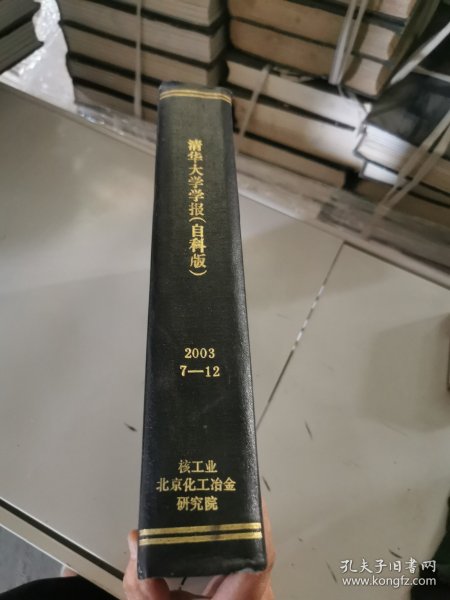 清华大学学报(自科版)
2003
7—12
核工业
北京化工冶金
研究院
孔夫子旧书网
www.kongfz.com